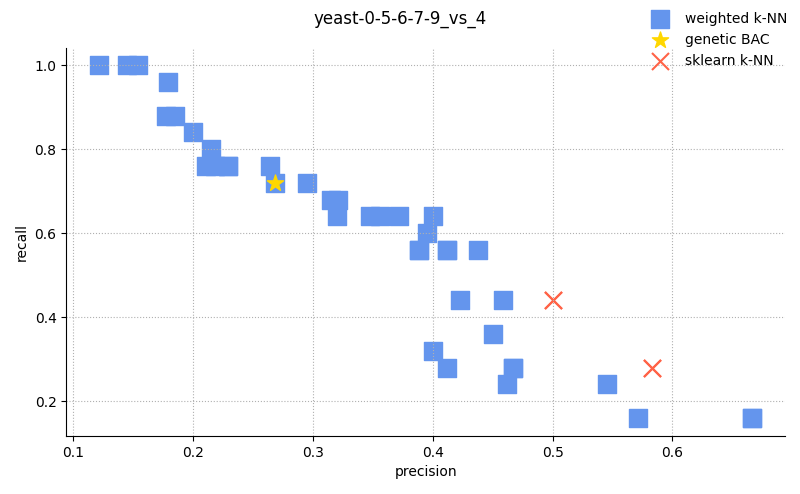 yeast-0-5-6-7-9_vs_4
weighted k-NN
genetic BAC
sklearn k-NN
recall
1.0
0.8
0.6
0.4
0.2
0.1 0.2 0.3 0.4 0.5 0.6
precision